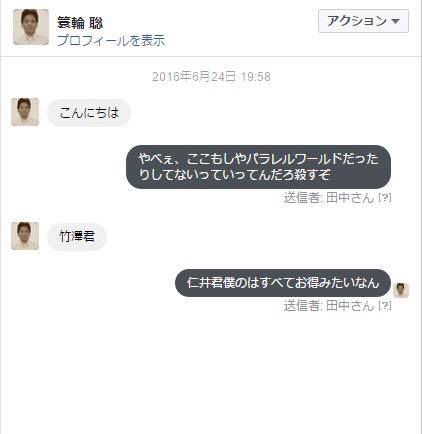 簑輪 聡
アクション
プロフィールを表示
2016年6月24日 19:58
こんにちは
やべぇ、ここもしやパラレルワールドだった
りしてないっていってんだろ殺すぞ
送信者: 田中さん [?]
竹澤君
仁井君僕のはすべてお得みたいなん
送信者: 田中さん [?]